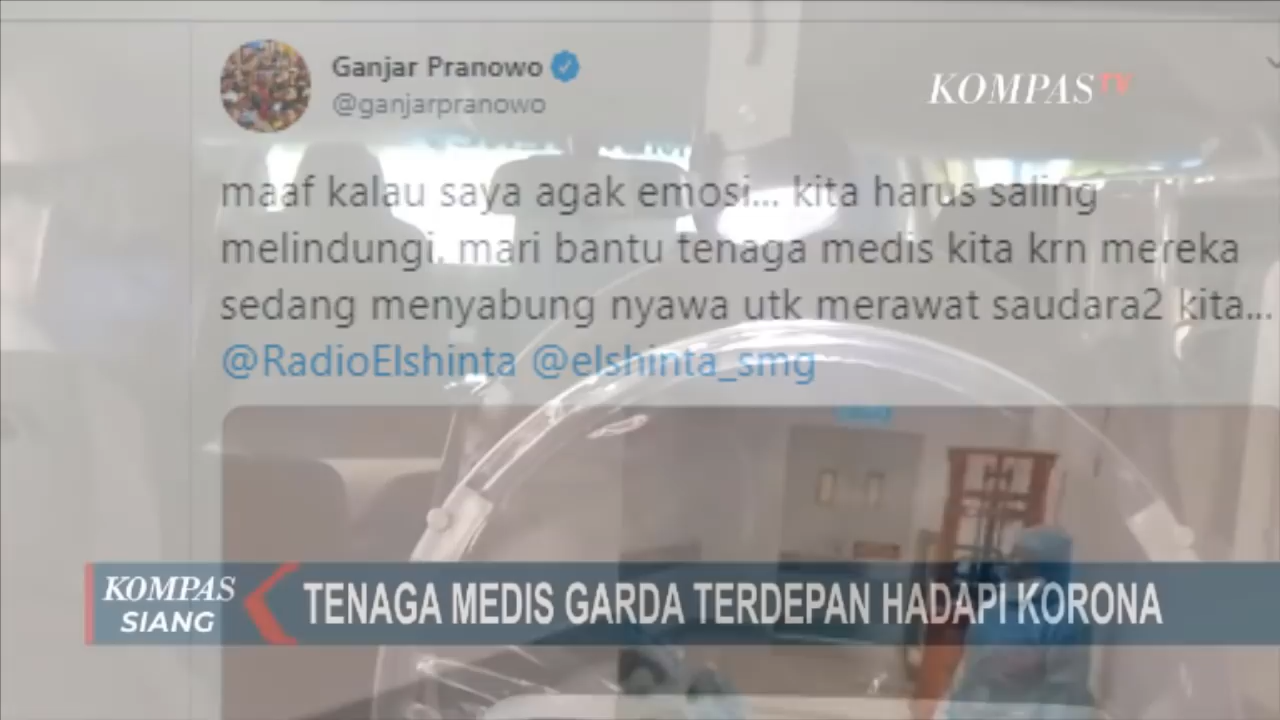 Ganjar Pranowo
@ganjarpranowo
KOMPAS TV
maaf kalau saya agak emosi... kita harus saling
melindungi. mari bantu tenaga medis kita krn mereka
sedang menyabung nyawa utk merawat saudara2 kita...
@RadioElshinta @elshinta_smg
KOMPAS
SIANG
TENAGA MEDIS GARDA TERDEPAN HADAPI KORONA